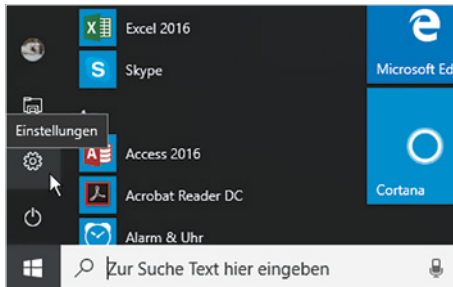 Excel 2016
Skype
Microsoft Ed
Einstellungen
A
Access 2016
Acrobat Reader DC
Cortana
Alarm & Uhr
Zur Suche Text hier eingeben